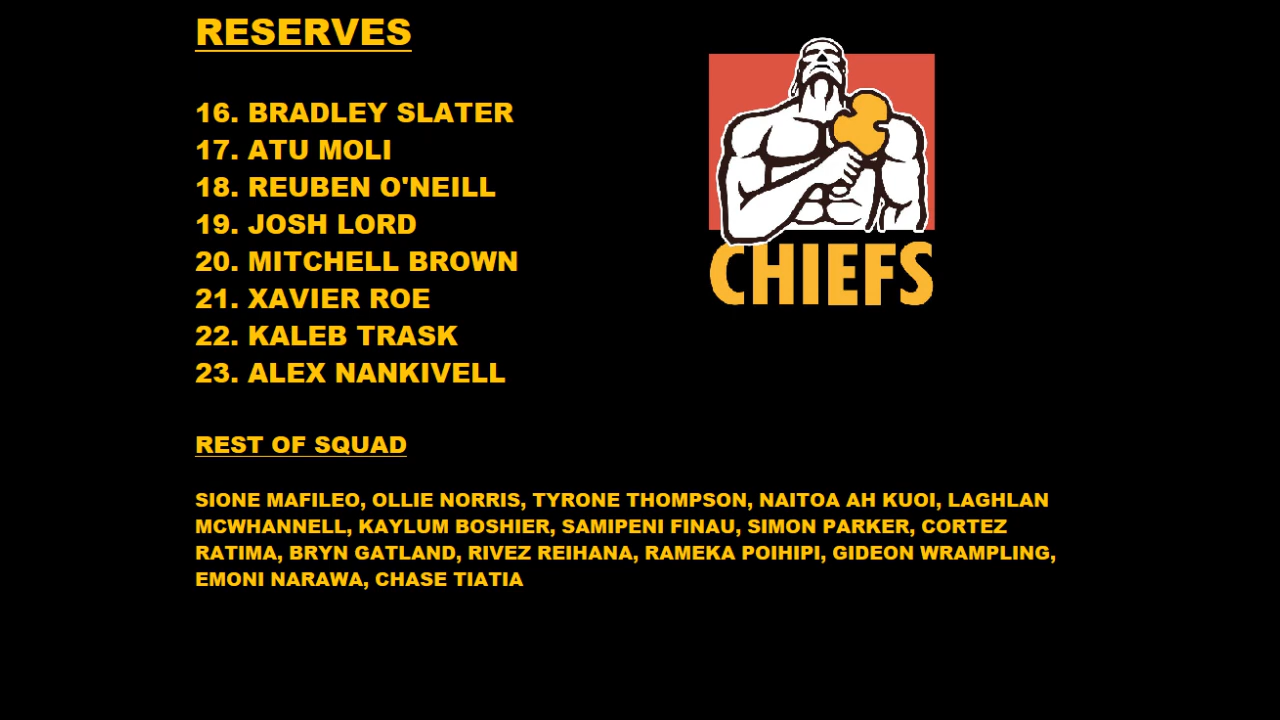 RESERVES
16. BRADLEY SLATER
17. ATU MOLI
18. REUBEN O'NEILL
19. JOSH LORD
20. MITCHELL BROWN
21. XAVIER ROE
22. KALEB TRASK
23. ALEX NANKIVELL
CHIEFS
REST OF SQUAD
SIONE MAFILEO, OLLIE NORRIS, TYRONE THOMPSON, NAITOA AH KUOI, LAGHLAN
MCWHANNELL, KAYLUM BOSHIER, SAMIPENI FINAU, SIMON PARKER, CORTEZ
RATIMA, BRYN GATLAND, RIVEZ REIHANA, RAMEKA POIHIPI, GIDEON WRAMPLING,
EMONI NARAWA, CHASE TIATIA